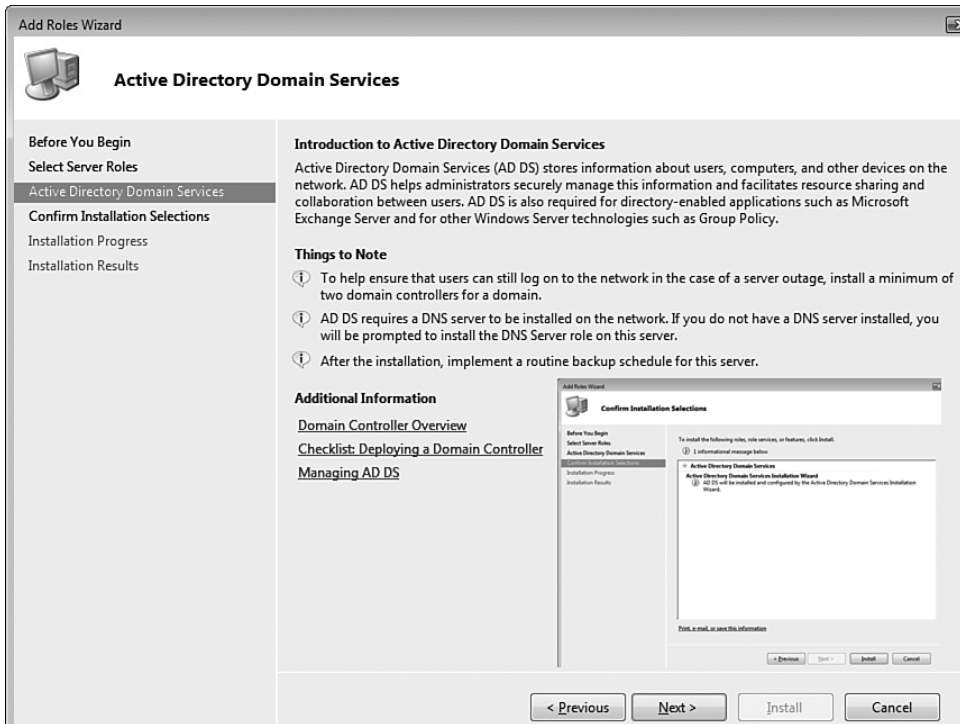 Add Roles Wizard
Active Directory Domain Services
Before You Begin
Select Server Roles
Active Directory Domain Services
Confirm Installation Selections
Installation Progress
Installation Results
Introduction to Active Directory Domain Services
Active Directory Domain Services (AD DS) stores information about users, computers, and other devices on the
network. AD DS helps administrators securely manage this information and facilitates resource sharing and
collaboration between users. AD DS is also required for directory-enabled applications such as Microsoft
Exchange Server and for other Windows Server technologies such as Group Policy.
Things to Note
To help ensure that users can still log on to the network in the case of a server outage, install a minimum of
two domain controllers for a domain.
AD DS requires a DNS server to be installed on the network. If you do not have a DNS server installed, you
will be prompted to install the DNS Server role on this server.
After the installation, implement a routine backup schedule for this server.
Additional Information
Domain Controller Overview
Checklist: Deploying a Domain Controller
Managing AD DS
Add Roles Wizard
Confirm Installation Selections
Before You Begin
Select Server Roles
Active Directory Domain Services
Confirm Installation Selections
Installation Progress
Installation Results
To install the following roles, role services, or features, click Install.
1 informational message below
Active Directory Domain Services
Active Directory Domain Services Installation Wizard
AD DS will be installed and configured by the Active Directory Domain Services Installation
Wizard.
Print, e-mail, or save this information
< Previous Next > Install Cancel
< Previous Next > Install Cancel